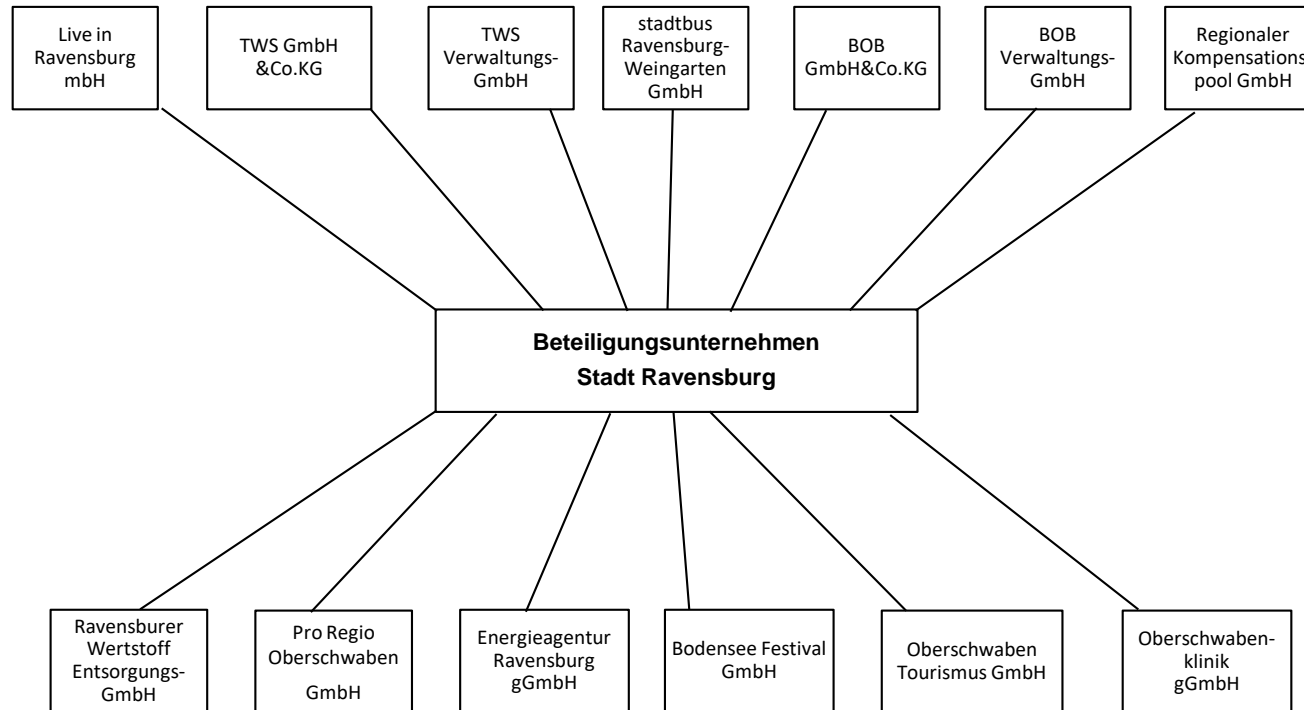 Live in
Ravensburg
mbH
TWS GmbH
&Co.KG
TWS
Verwaltungs-
GmbH
stadtbus
Ravensburg-
Weingarten
GmbH
BOB
GmbH&Co.KG
BOB
Verwaltungs-
GmbH
Regionaler
Kompensations
pool GmbH
Beteiligungsunternehmen
Stadt Ravensburg
Ravensburer
Wertstoff
Entsorgungs-
GmbH
Pro Regio
Oberschwaben
GmbH
Energieagentur
Ravensburg
gGmbH
Bodensee Festival
GmbH
Oberschwaben
Tourismus GmbH
Oberschwaben-
klinik
gGmbH